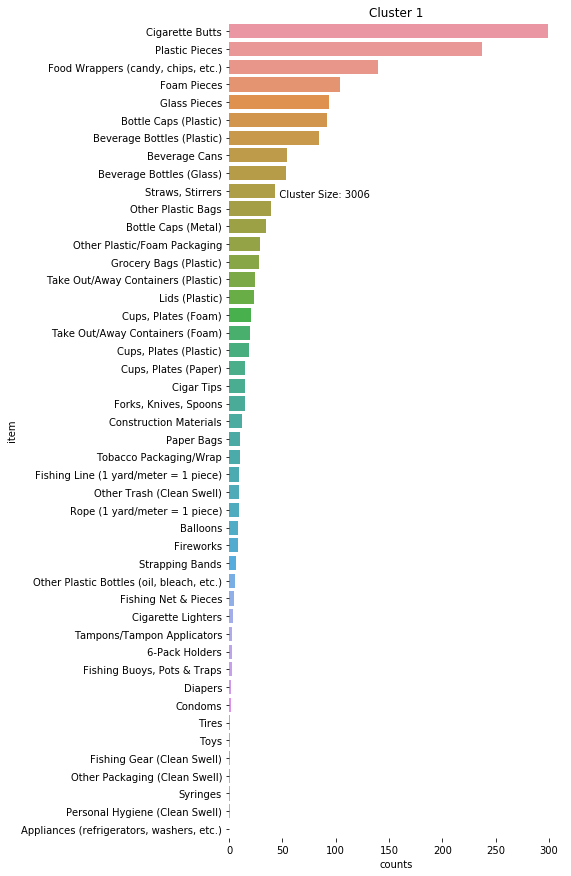 Cluster 1
Cigarette Butts
Plastic Pieces
Food Wrappers (candy, chips, etc.)
Foam Pieces
Glass Pieces
Bottle Caps (Plastic)
Beverage Bottles (Plastic)
Beverage Cans
Beverage Bottles (Glass)
Straws, Stirrers
Cluster Size: 3006
Other Plastic Bags
Bottle Caps (Metal)
Other Plastic/Foam Packaging
Grocery Bags (Plastic)
Take Out/Away Containers (Plastic)
Lids (Plastic)
Cups, Plates (Foam)
Take Out/Away Containers (Foam)
Cups, Plates (Plastic)
Cups, Plates (Paper)
Cigar Tips
Forks, Knives, Spoons
Construction Materials
item
Paper Bags
Tobacco Packaging/Wrap
Fishing Line (1 yard/meter = 1 piece)
Other Trash (Clean Swell)
Rope (1 yard/meter = 1 piece)
Balloons
Fireworks
Strapping Bands
Other Plastic Bottles (oil, bleach, etc.)
Fishing Net & Pieces
Cigarette Lighters
Tampons/Tampon Applicators
6-Pack Holders
Fishing Buoys, Pots & Traps
Diapers
Condoms
Tires
Toys
Fishing Gear (Clean Swell)
Other Packaging (Clean Swell)
Syringes
Personal Hygiene (Clean Swell)
Appliances (refrigerators, washers, etc.)
0 50 100 150 200 250 300
counts